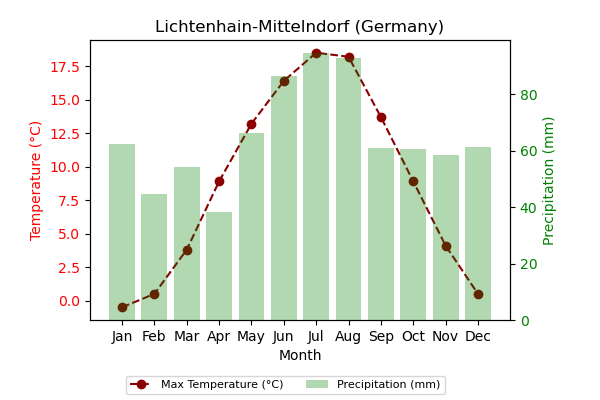 Lichtenhain-Mittelndorf (Germany)
Temperature (°C)
17.5
15.0
12.5
10.0
7.5
5.0
2.5
0.0
80
60
40
20
0
Precipitation (mm)
Jan Feb Mar Apr May Jun Jul Aug Sep Oct Nov Dec
Month
Max Temperature (°C) Precipitation (mm)